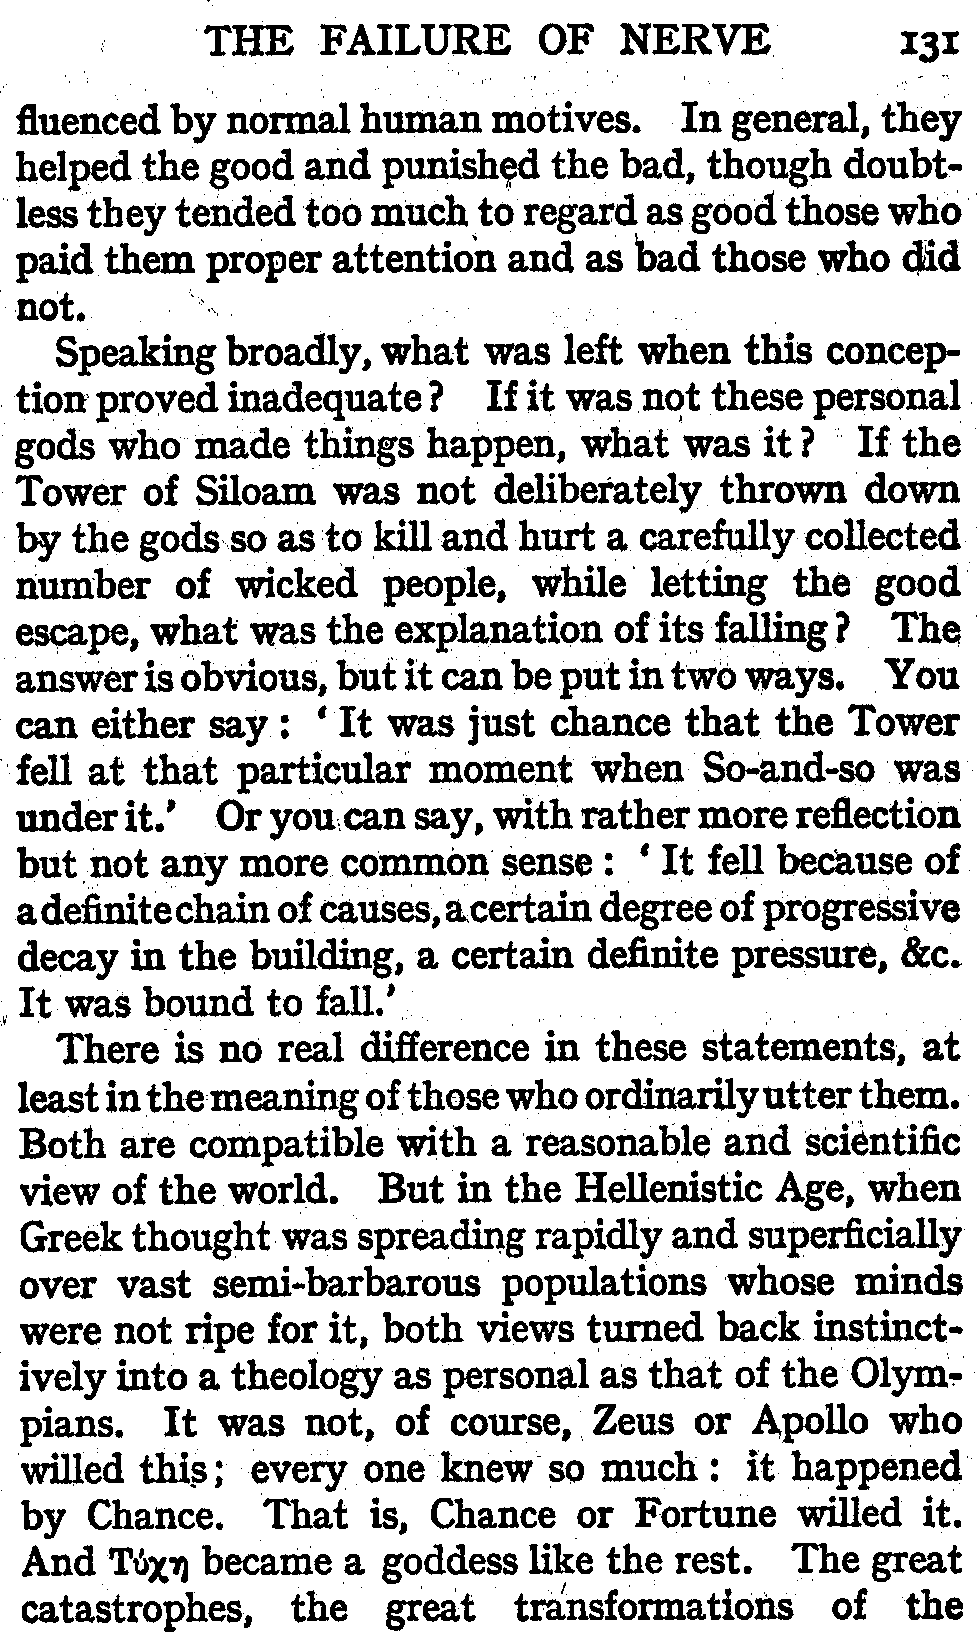 THE FAILURE OF NERVE 131
fluenced by normal human motives. In general, they
helped the good and punished the bad, though doubt-
less they tended too much to regard as good those who
paid them proper attention and as bad those who did
not.
Speaking broadly, what was left when this concep-
tion proved inadequate? If it was not these personal
gods who made things happen, what was it? If the
Tower of Siloam was not deliberately thrown down
by the gods so as to kill and hurt a carefully collected
number of wicked people, while letting the good
escape, what was the explanation of its falling? The
answer is obvious, but it can be put in two ways. You
can either say: ‘It was just chance that the Tower
fell at that particular moment when So-and-so was
under it.’ Or you can say, with rather more reflection
but not any more common sense: ‘It fell because of
a definite chain of causes, a certain degree of progressive
decay in the building, a certain definite pressure, &c.
It was bound to fall.’
There is no real difference in these statements, at
least in the meaning of those who ordinarily utter them.
Both are compatible with a reasonable and scientific
view of the world. But in the Hellenistic Age, when
Greek thought was spreading rapidly and superficially
over vast semi-barbarous populations whose minds
were not ripe for it, both views turned back instinct-
ively into a theology as personal as that of the Olym-
pians. It was not, of course, Zeus or Apollo who
willed this; every one knew so much: it happened
by Chance. That is, Chance or Fortune willed it.
And Τύχη became a goddess like the rest. The great
catastrophes, the great transformations of the